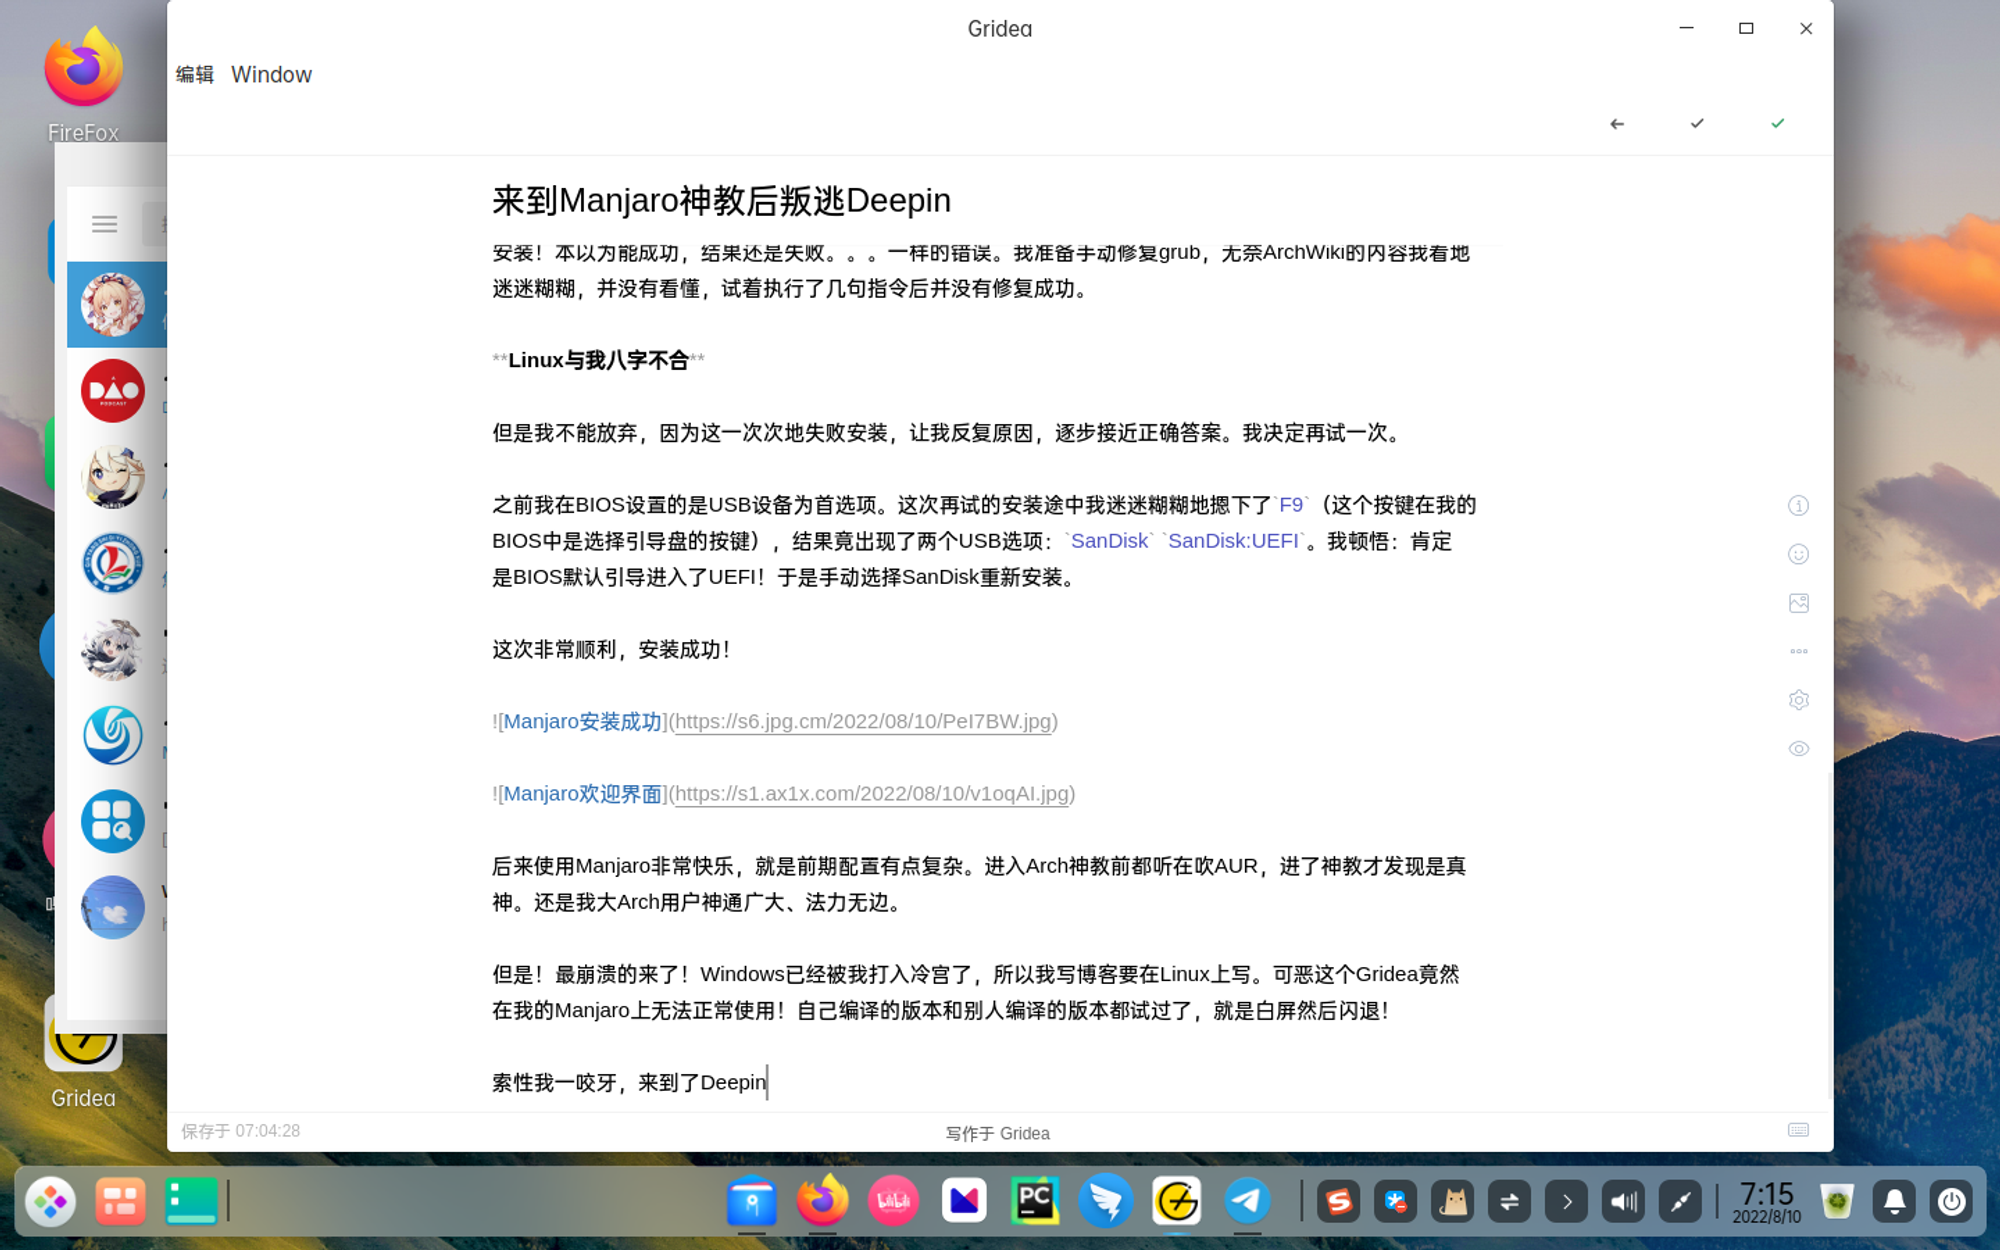 Gridea
FireFox
编辑 Window
来到Manjaro神教后叛逃Deepin
安装！本以为能成功，结果还是失败。。。一样的错误。我准备手动修复grub，无奈ArchWiki的内容我看地
迷迷糊糊，并没有看懂，试着执行了几句指令后并没有修复成功。
**Linux与我八字不合**
但是我不能放弃，因为这一次次地失败安装，让我反复原因，逐步接近正确答案。我决定再试一次。
之前我在BIOS设置的是USB设备为首选项。这次再试的安装途中我迷迷糊糊地摁下了`F9`（这个按键在我的
BIOS中是选择引导盘的按键），结果竟出现了两个USB选项：`SanDisk` `SanDisk:UEFI`。我顿悟：肯定
是BIOS默认引导进入了UEFI！于是手动选择SanDisk重新安装。
这次非常顺利，安装成功！
![Manjaro安装成功](https://s6.jpg.cm/2022/08/10/PeI7BW.jpg)
![Manjaro欢迎界面](https://s1.ax1x.com/2022/08/10/v1oqAI.jpg)
后来使用Manjaro非常快乐，就是前期配置有点复杂。进入Arch神教前都听在吹AUR，进了神教才发现是真
神。还是我大Arch用户神通广大、法力无边。
但是！最崩溃的来了！Windows已经被我打入冷宫了，所以我写博客要在Linux上写。可恶这个Gridea竟然
在我的Manjaro上无法正常使用！自己编译的版本和别人编译的版本都试过了，就是白屏然后闪退！
索性我一咬牙，来到了Deepin
保存于 07:04:28
写作于 Gridea
DAO
PODCAST
Gridea
bilibili
PC
7:15
2022/8/10